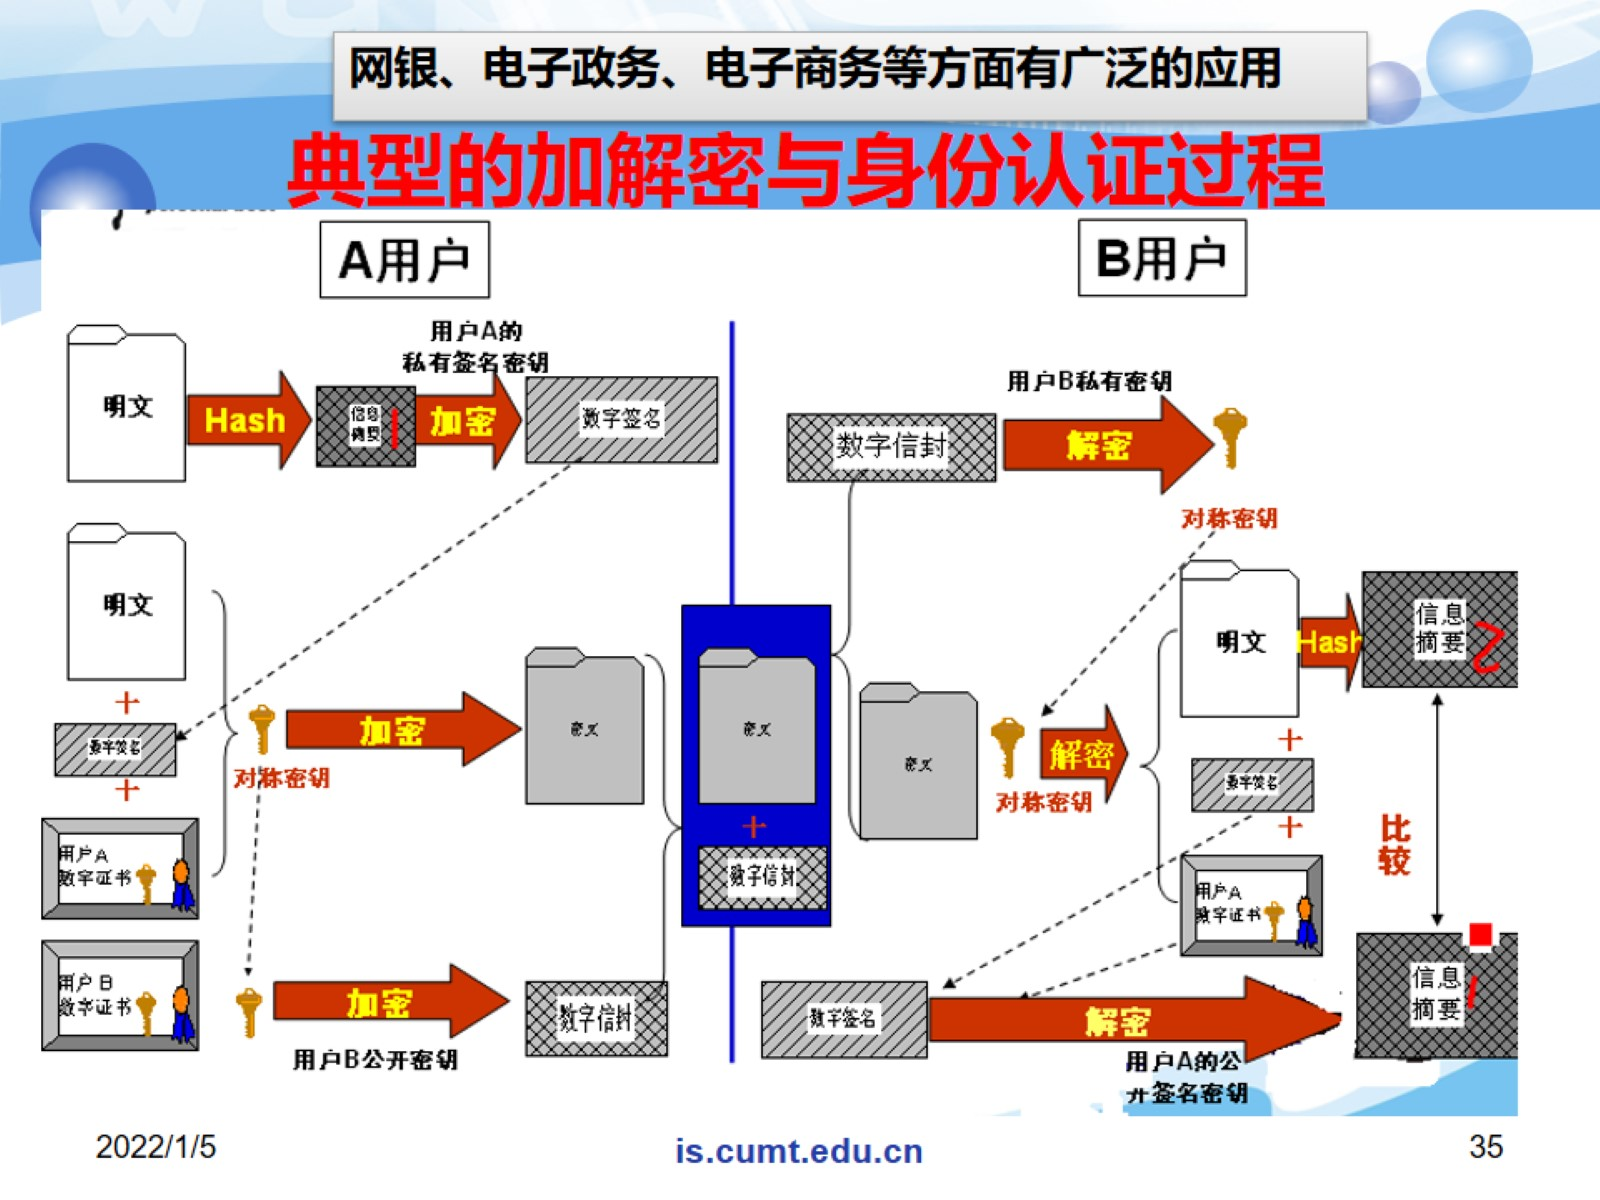 网银、电子政务、电子商务等方面有广泛的应用
典型的加解密与身份认证过程
A用户
B用户
用户A的
私有签名密钥
明文
Hash
信息
摘要
1
加密
数字签名
用户B私有密钥
数字信封
解密
对称密钥
明文
+
数字签名
+
用户A
数字证书
对称密钥
加密
密文
密文
+
数字信封
密文
对称密钥
解密
明文
Hash
信息
摘要
2
+
数字签名
+
用户A
数字证书
比
较
用户B
数字证书
加密
用户B公开密钥
数字信封
数字签名
解密
用户A的公
开签名密钥
信息
摘要
1
2022/1/5
is.cumt.edu.cn
35